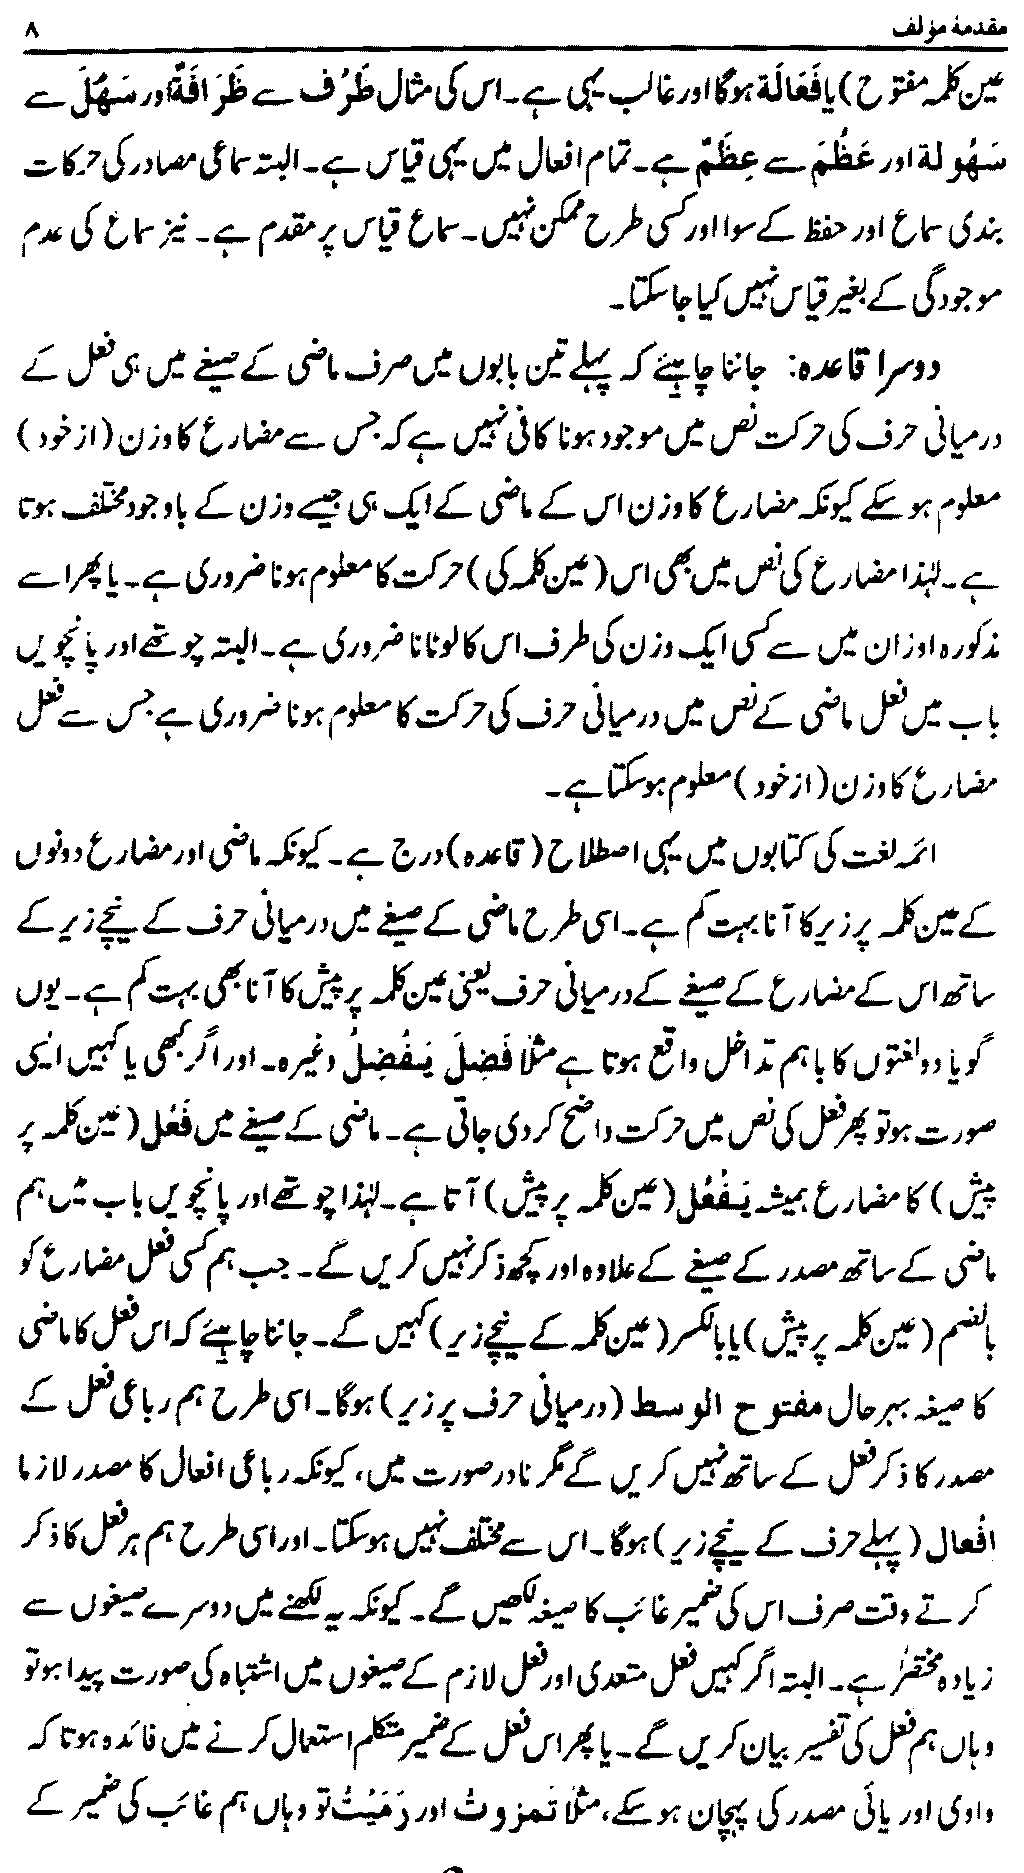 مقدمۂ مؤلف ۸
عین کلمہ مفتوح) یا فَعَالَة ہوگا اور غالب یہی ہے۔ اس کی مثال ظَرُف سے ظَرَافَةٌ اور سَهُلَ سے
سَهُولة اور عَظُمَ سے عِظَمٌ ہے۔ تمام افعال میں یہی قیاس ہے۔ البتہ سماعی مصادر کی حرکات
بندی سماع اور حفظ کے سوا اور کسی طرح ممکن نہیں۔ سماع قیاس پر مقدم ہے۔ نیز سماع کی عدم
موجودگی کے بغیر قیاس نہیں کیا جا سکتا۔
دوسرا قاعدہ: جاننا چاہیئے کہ پہلے تین بابوں میں صرف ماضی کے صیغے میں ہی فعل کے
درمیانی حرف کی حرکت نص میں موجود ہونا کافی نہیں ہے کہ جس سے مضارع کا وزن (از خود)
معلوم ہو سکے کیونکہ مضارع کا وزن اس کے ماضی کے ایک ہی جیسے وزن کے باوجود مختلف ہوتا
ہے۔ لہٰذا مضارع کی نص میں بھی اس (عین کلمہ کی) حرکت کا معلوم ہونا ضروری ہے۔ یا پھر اسے
مذکورہ اوزان میں سے کسی ایک وزن کی طرف اس کا لوٹانا ضروری ہے۔ البتہ چوتھے اور پانچویں
باب میں فعل ماضی کے نص میں درمیانی حرف کی حرکت کا معلوم ہونا ضروری ہے جس سے فعل
مضارع کا وزن (از خود) معلوم ہو سکتا ہے۔
ائمہ لغت کی کتابوں میں یہی اصطلاح (قاعدہ) درج ہے۔ کیونکہ ماضی اور مضارع دونوں
کے عین کلمہ پر زیر کا آنا بہت کم ہے۔ اسی طرح ماضی کے صیغے میں درمیانی حرف کے نیچے زیر کے
ساتھ اس کے مضارع کے صیغے کے درمیانی حرف یعنی عین کلمہ پر پیش کا آنا بھی بہت کم ہے۔ یوں
گویا دو لغتوں کا باہم تداخل واقع ہوتا ہے مثلاً فَضِلَ يَفْضِلُ وغیرہ۔ اور اگر کبھی یا کہیں ایسی
صورت ہو تو پھر فعل کی نص میں حرکت واضح کر دی جاتی ہے۔ ماضی کے صیغے میں فَعُل (عین کلمہ پر
پیش) کا مضارع ہمیشہ يَفْعُل (عین کلمہ پر پیش) آتا ہے۔ لہٰذا چوتھے اور پانچویں باب میں ہم
ماضی کے ساتھ مصدر کے صیغے کے علاوہ اور کچھ ذکر نہیں کریں گے۔ جب ہم کسی فعل مضارع کو
بالضم (عین کلمہ پر پیش) یا بالکسر (عین کلمہ کے نیچے زیر) کہیں گے۔ جاننا چاہیئے کہ اس فعل کا ماضی
کا صیغہ بہرحال مفتوح الوسط (درمیانی حرف پر زیر) ہوگا۔ اسی طرح ہم رباعی فعل کے
مصدر کا ذکر فعل کے ساتھ نہیں کریں گے مگر نادر صورت میں، کیونکہ رباعی افعال کا مصدر لازما
افْعال (پہلے حرف کے نیچے زیر) ہوگا۔ اس سے مختلف نہیں ہو سکتا۔ اور اسی طرح ہم ہر فعل کا ذکر
کرتے وقت صرف اس کی ضمیر غائب کا صیغہ لکھیں گے۔ کیونکہ یہ لکھنے میں دوسرے صیغوں سے
زیادہ مختصر ہے۔ البتہ اگر کہیں فعل متعدی اور فعل لازم کے صیغوں میں اشتباہ کی صورت پیدا ہو تو
وہاں ہم فعل کی تفسیر بیان کریں گے۔ یا پھر اس فعل کے ضمیر متکلم استعمال کرنے میں فائدہ ہوتا کہ
واوی اور یائی مصدر کی پہچان ہو سکے، مثلاً اور رَمَيْتُ تو وہاں ہم غائب کی ضمیر کے